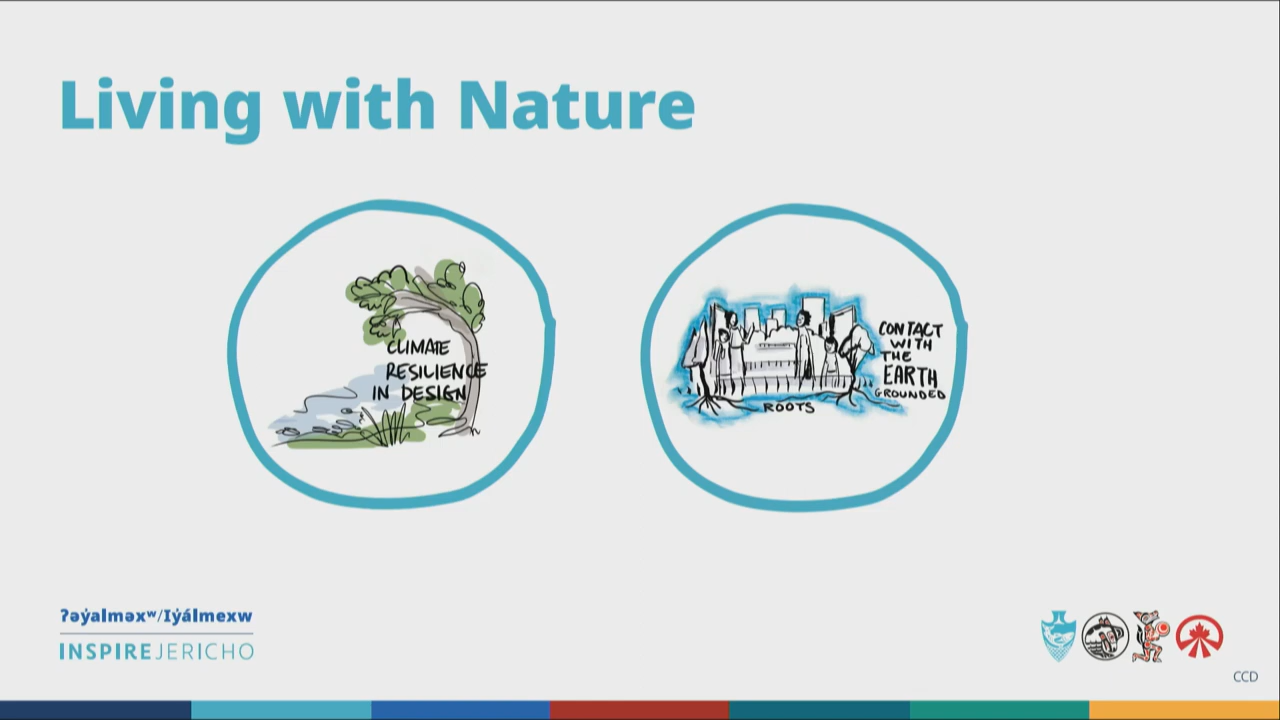 Living with Nature
CLIMATE
RESILIENCE
IN DESIGN
CONTACT
WITH
THE
EARTH
GROUNDED
ROOTS
ʔəy̓alməxʷ/Iy̓álmexw
INSPIREJERICHO
CCD